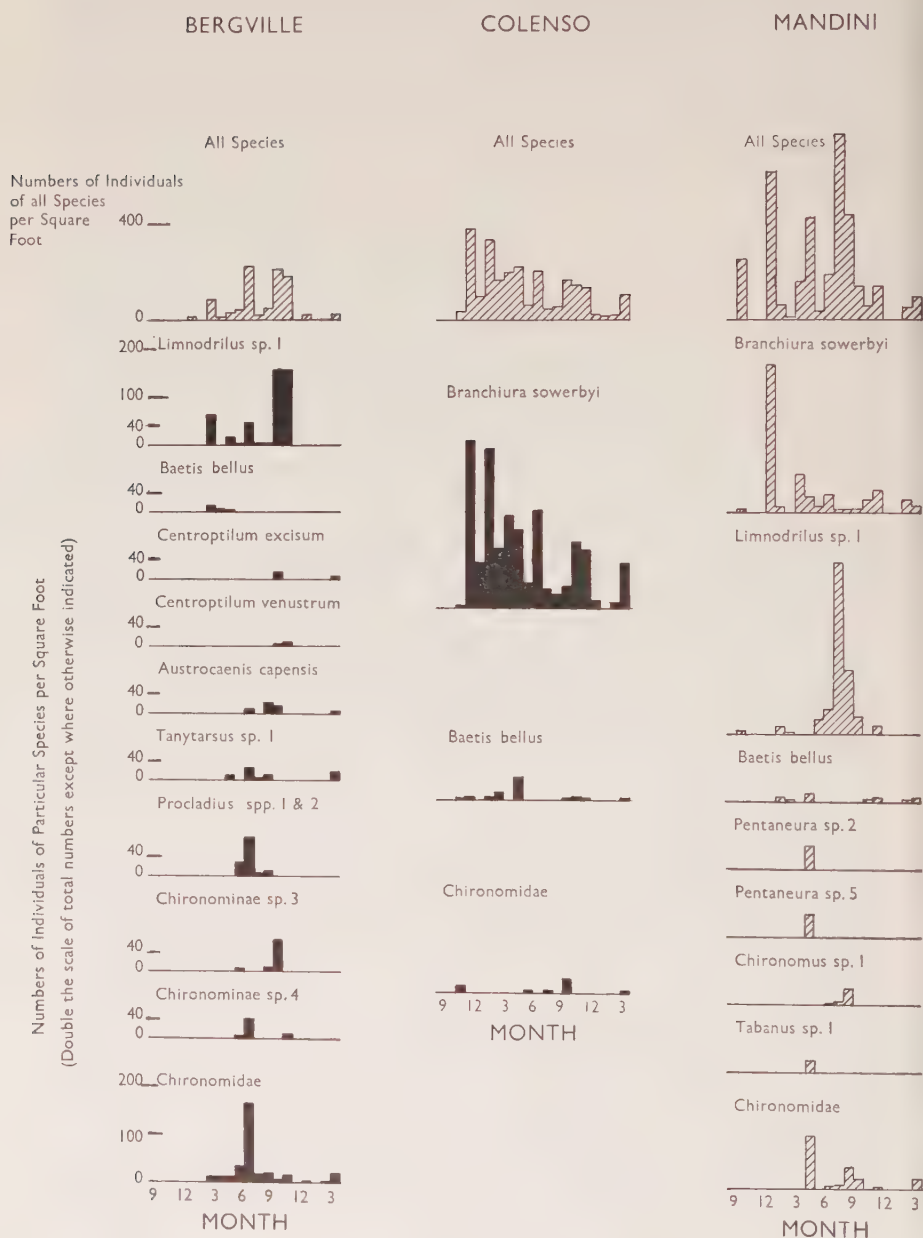 BERGVILLE
COLENSO
MANDINI
All Species
All Species
All Species
Numbers of Individuals
of all Species
per Square
Foot
400
0
Numbers of Individuals of Particular Species per Square Foot
(Double the scale of total numbers except where otherwise indicated)
200
Limnodrilus sp. 1
100
40
0
Baetis bellus
40
0
Centroptilum excisum
40
0
Centroptilum venustrum
40
0
Austrocaenis capensis
40
0
Tanytarsus sp. 1
40
0
Procladius spp. 1 & 2
40
0
Chironominae sp. 3
40
0
Chironominae sp. 4
40
0
200
Chironomidae
100
0
9 12 3 6 9 12 3
MONTH
Branchiura sowerbyi
Baetis bellus
Chironomidae
9 12 3 6 9 12 3
MONTH
Branchiura sowerbyi
Limnodrilus sp. 1
Baetis bellus
Pentaneura sp. 2
Pentaneura sp. 5
Chironomus sp. 1
Tabanus sp. 1
Chironomidae
9 12 3 6 9 12 3
MONTH